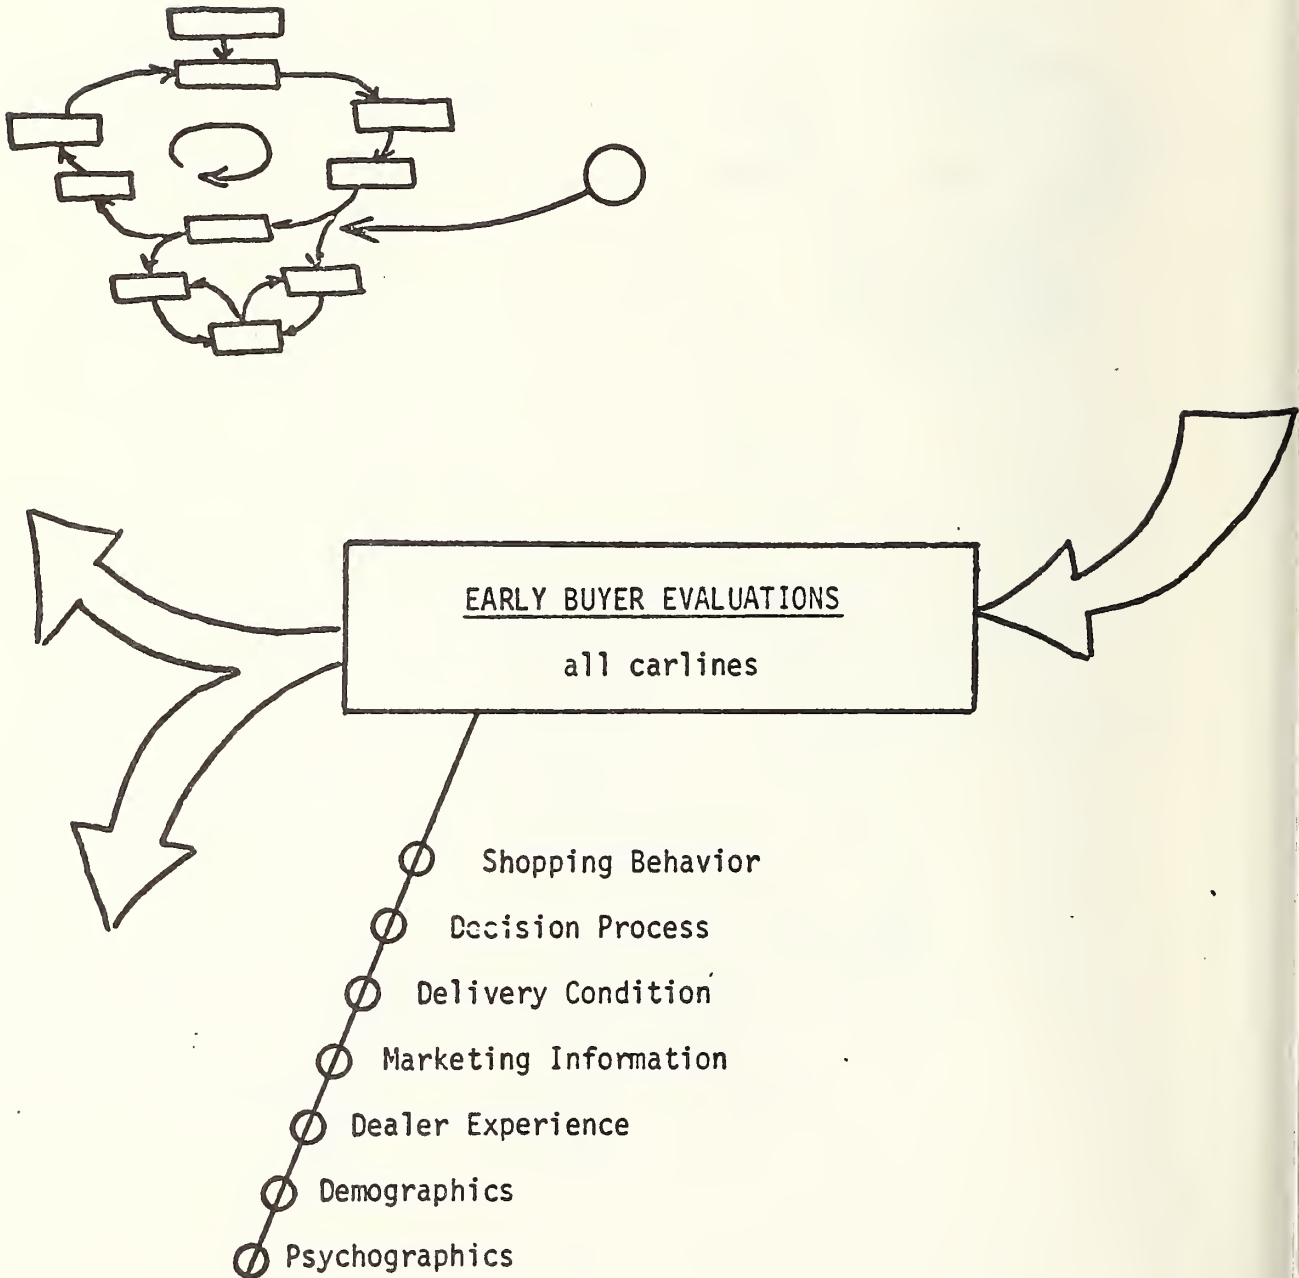 EARLY BUYER EVALUATIONS
all carlines
Shopping Behavior
Decision Process
Delivery Condition
Marketing Information
Dealer Experience
Demographics
Psychographics